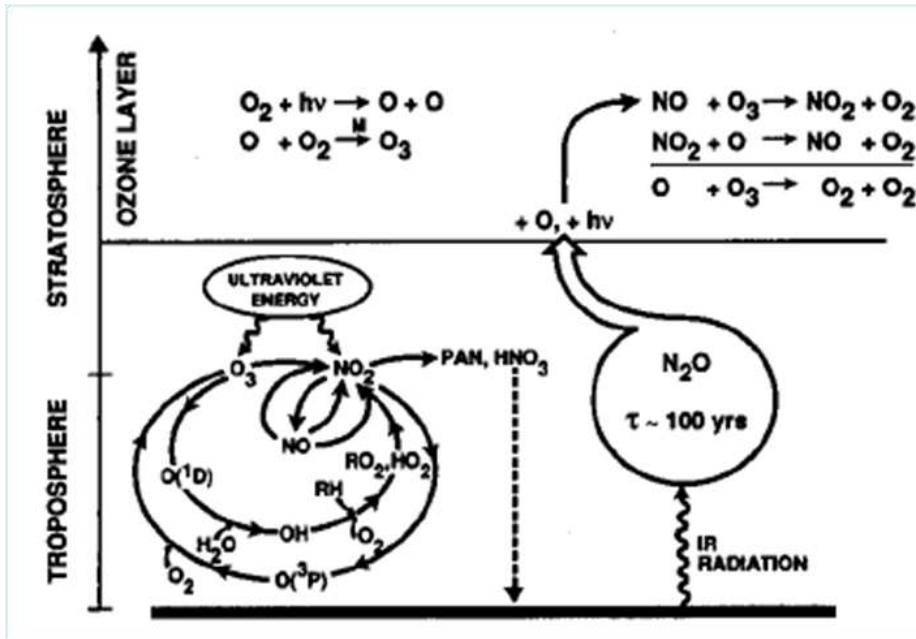 STRATOSPHERE
OZONE LAYER
O₂ + hν → O + O
O + O₂ →ᴹ O₃
NO + O₃ → NO₂ + O₂
NO₂ + O → NO + O₂
O + O₃ → O₂ + O₂
+ O, + hν
ULTRAVIOLET
ENERGY
O₃
NO₂
PAN, HNO₃
N₂O
τ ~ 100 yrs
NO
RO₂,HO₂
O(¹D)
RH
OH
H₂O
O₂
O₂
O(³P)
IR
RADIATION
TROPOSPHERE